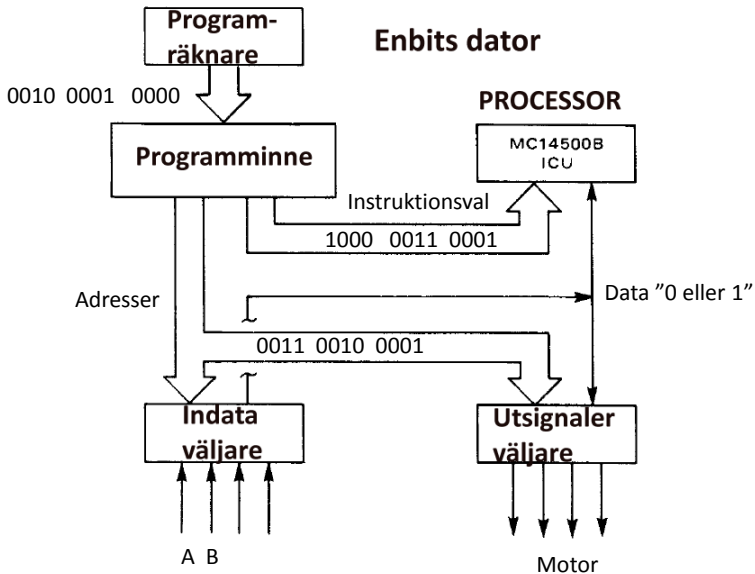 Program-
räknare
Enbits dator
0010 0001 0000
PROCESSOR
Programminne
MC14500B
ICU
Instruktionsval
1000 0011 0001
Adresser
Data ”0 eller 1”
0011 0010 0001
Indata
väljare
Utsignaler
väljare
A B
Motor